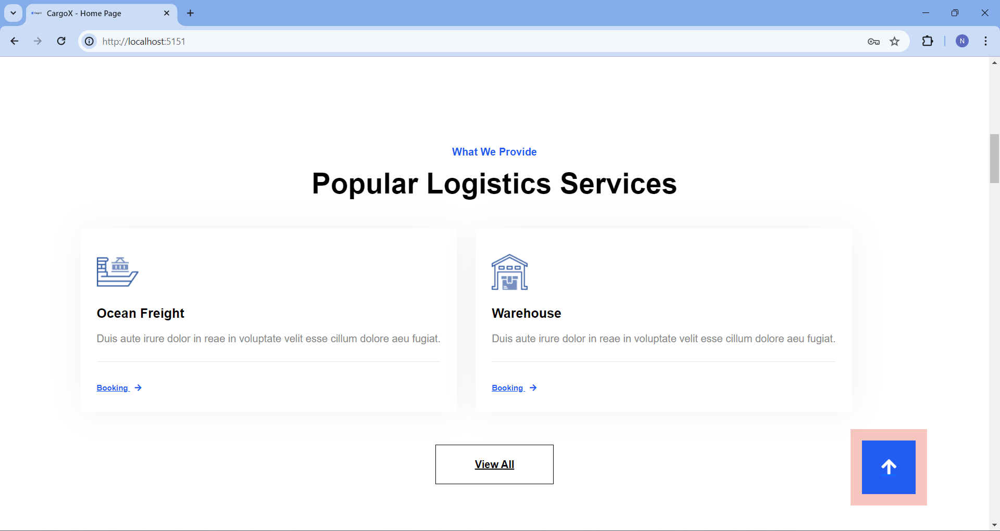 CargoX - Home Page
http://localhost:5151
N
What We Provide
Popular Logistics Services
Ocean Freight
Duis aute irure dolor in reae in voluptate velit esse cillum dolore aeu fugiat.
Booking
Warehouse
Duis aute irure dolor in reae in voluptate velit esse cillum dolore aeu fugiat.
Booking
View All